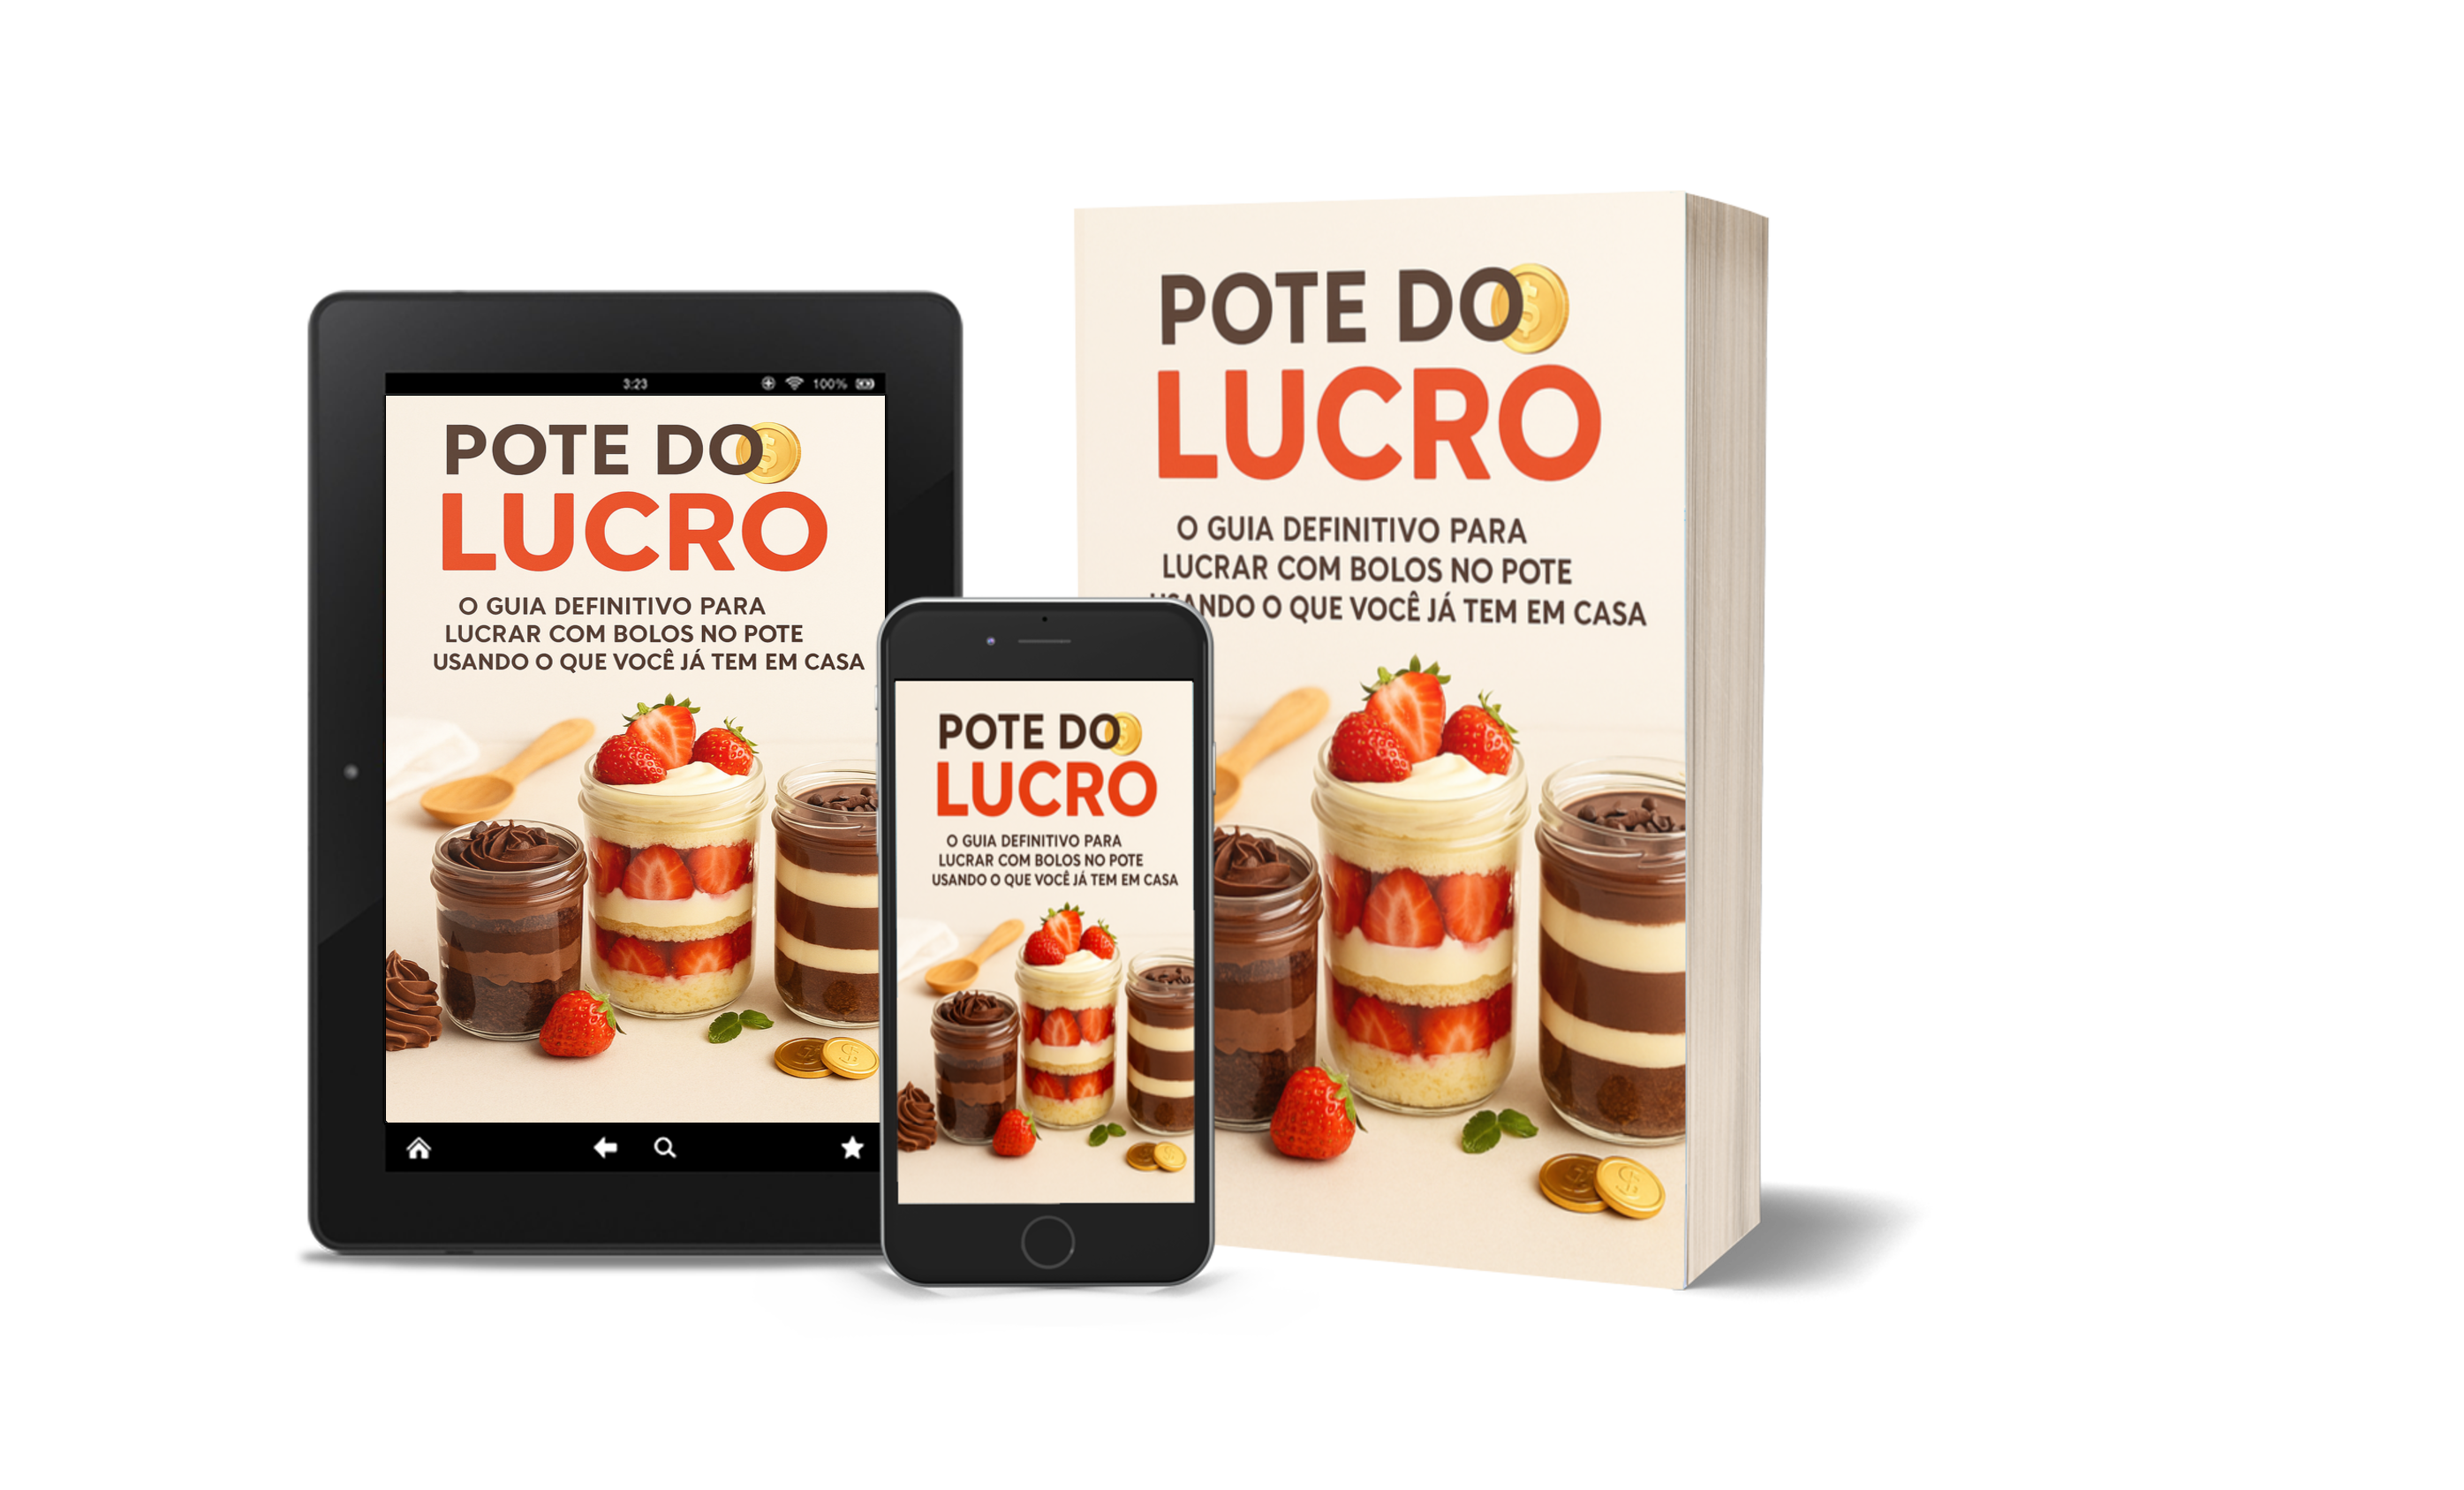 3:23
100%
POTE DO
LUCRO
O GUIA DEFINITIVO PARA
LUCRAR COM BOLOS NO POTE
USANDO O QUE VOCÊ JÁ TEM EM CASA
POTE DO
LUCRO
O GUIA DEFINITIVO PARA
LUCRAR COM BOLOS NO POTE
USANDO O QUE VOCÊ JÁ TEM EM CASA
POTE DO
LUCRO
O GUIA DEFINITIVO PARA
LUCRAR COM BOLOS NO POTE
USANDO O QUE VOCÊ JÁ TEM EM CASA